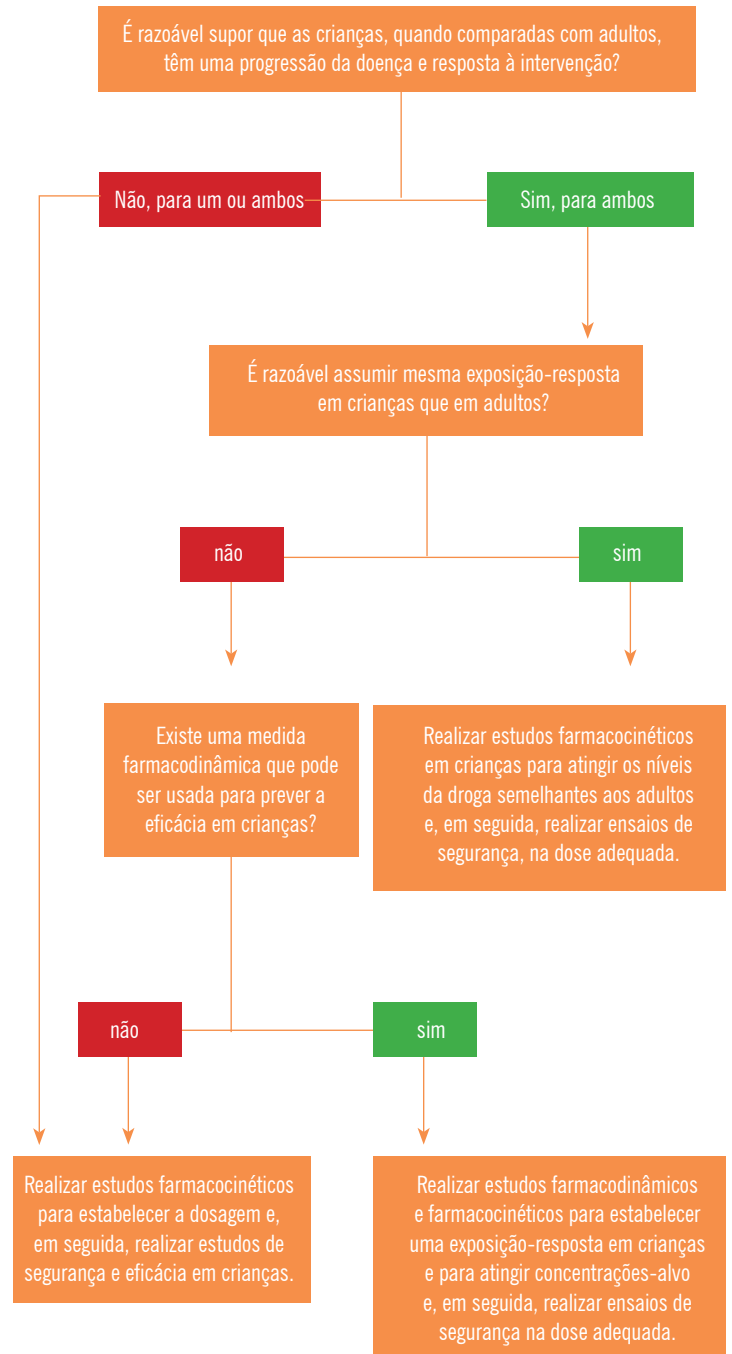 É razoável supor que as crianças, quando comparadas com adultos,
têm uma progressão da doença e resposta à intervenção?
Não, para um ou ambos
Sim, para ambos
É razoável assumir mesma exposição-resposta
em crianças que em adultos?
não
sim
Existe uma medida
farmacodinâmica que pode
ser usada para prever a
eficácia em crianças?
Realizar estudos farmacocinéticos
em crianças para atingir os níveis
da droga semelhantes aos adultos
e, em seguida, realizar ensaios de
segurança, na dose adequada.
não
sim
Realizar estudos farmacocinéticos
para estabelecer a dosagem e,
em seguida, realizar estudos de
segurança e eficácia em crianças.
Realizar estudos farmacodinâmicos
e farmacocinéticos para estabelecer
uma exposição-resposta em crianças
e para atingir concentrações-alvo
e, em seguida, realizar ensaios de
segurança na dose adequada.